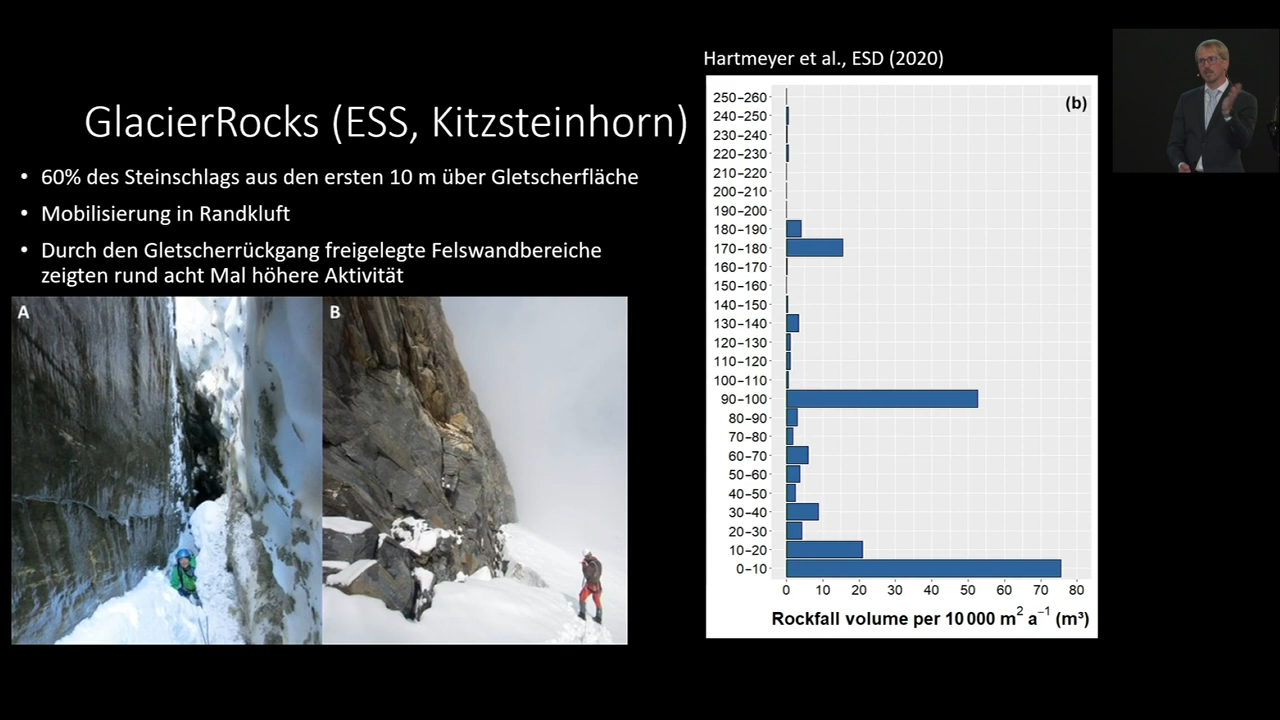 Hartmeyer et al., ESD (2020)
GlacierRocks (ESS, Kitzsteinhorn)
• 60% des Steinschlags aus den ersten 10 m über Gletscherfläche
• Mobilisierung in Randkluft
• Durch den Gletscherrückgang freigelegte Felswandbereiche
zeigten rund acht Mal höhere Aktivität
A
B
(b)
250–260
240–250
230–240
220–230
210–220
200–210
190–200
180–190
170–180
160–170
150–160
140–150
130–140
120–130
110–120
100–110
90–100
80–90
70–80
60–70
50–60
40–50
30–40
20–30
10–20
0–10
0 10 20 30 40 50 60 70 80
Rockfall volume per 10 000 m² a⁻¹ (m³)